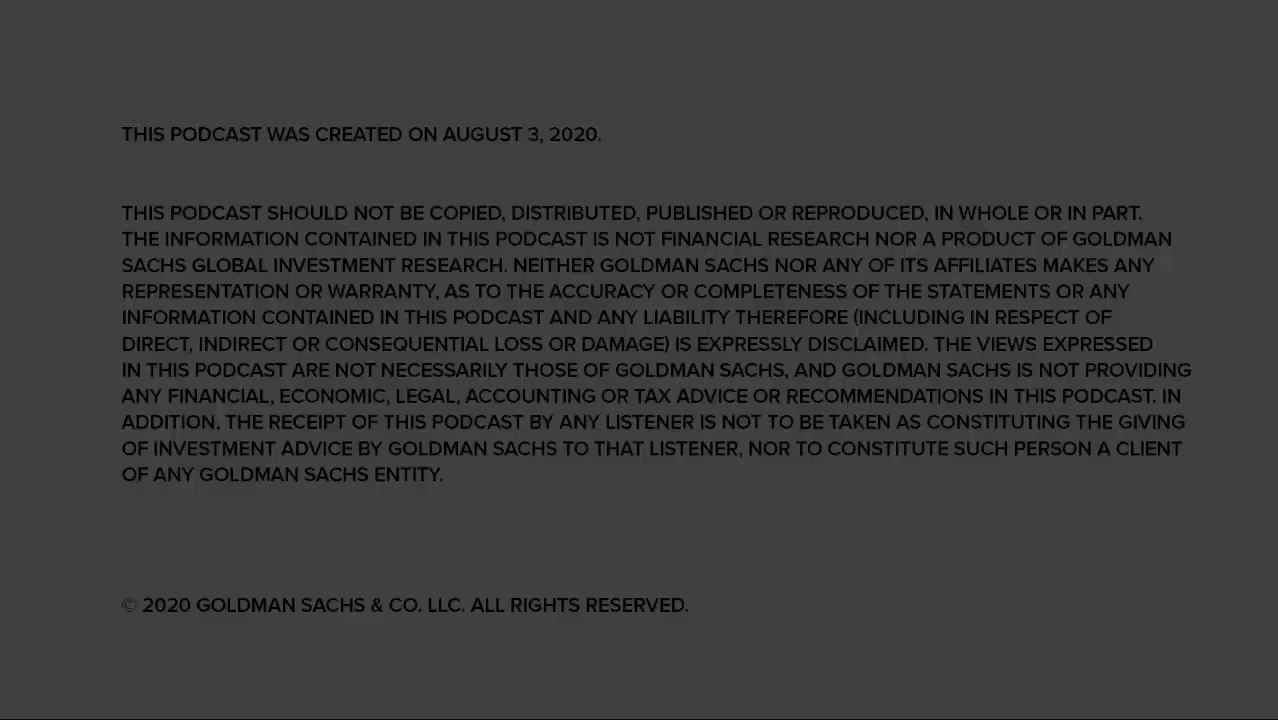 THIS PODCAST WAS CREATED ON AUGUST 3, 2020.
THIS PODCAST SHOULD NOT BE COPIED, DISTRIBUTED, PUBLISHED OR REPRODUCED, IN WHOLE OR IN PART.
THE INFORMATION CONTAINED IN THIS PODCAST IS NOT FINANCIAL RESEARCH NOR A PRODUCT OF GOLDMAN
SACHS GLOBAL INVESTMENT RESEARCH. NEITHER GOLDMAN SACHS NOR ANY OF ITS AFFILIATES MAKES ANY
REPRESENTATION OR WARRANTY, AS TO THE ACCURACY OR COMPLETENESS OF THE STATEMENTS OR ANY
INFORMATION CONTAINED IN THIS PODCAST AND ANY LIABILITY THEREFORE (INCLUDING IN RESPECT OF
DIRECT, INDIRECT OR CONSEQUENTIAL LOSS OR DAMAGE) IS EXPRESSLY DISCLAIMED. THE VIEWS EXPRESSED
IN THIS PODCAST ARE NOT NECESSARILY THOSE OF GOLDMAN SACHS, AND GOLDMAN SACHS IS NOT PROVIDING
ANY FINANCIAL, ECONOMIC, LEGAL, ACCOUNTING OR TAX ADVICE OR RECOMMENDATIONS IN THIS PODCAST. IN
ADDITION, THE RECEIPT OF THIS PODCAST BY ANY LISTENER IS NOT TO BE TAKEN AS CONSTITUTING THE GIVING
OF INVESTMENT ADVICE BY GOLDMAN SACHS TO THAT LISTENER, NOR TO CONSTITUTE SUCH PERSON A CLIENT
OF ANY GOLDMAN SACHS ENTITY.
© 2020 GOLDMAN SACHS & CO. LLC. ALL RIGHTS RESERVED.